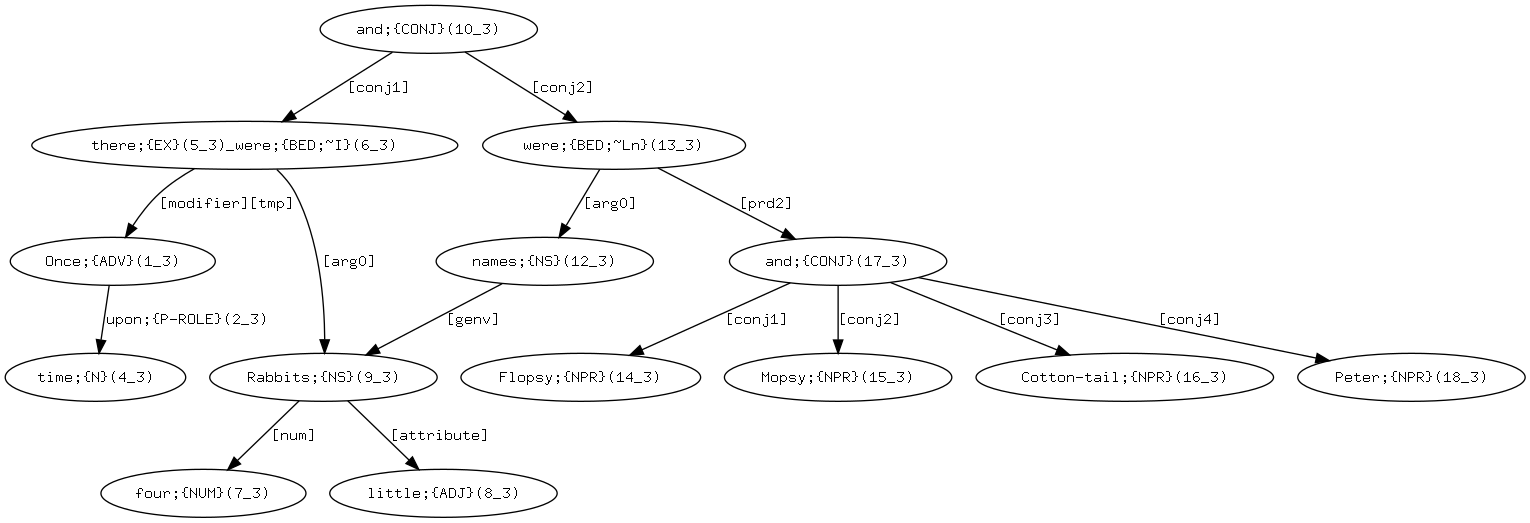 and;{CONJ}(10_3)
[conj1]
[conj2]
there;{EX}(5_3)_were;{BED;~I}(6_3)
were;{BED;~Ln}(13_3)
[modifier][tmp]
[arg0]
[prd2]
Once;{ADV}(1_3)
[arg0]
names;{NS}(12_3)
and;{CONJ}(17_3)
upon;{P-ROLE}(2_3)
[genv]
[conj1]
[conj2]
[conj3]
[conj4]
time;{N}(4_3)
Rabbits;{NS}(9_3)
Flopsy;{NPR}(14_3)
Mopsy;{NPR}(15_3)
Cotton-tail;{NPR}(16_3)
Peter;{NPR}(18_3)
[num]
[attribute]
four;{NUM}(7_3)
little;{ADJ}(8_3)